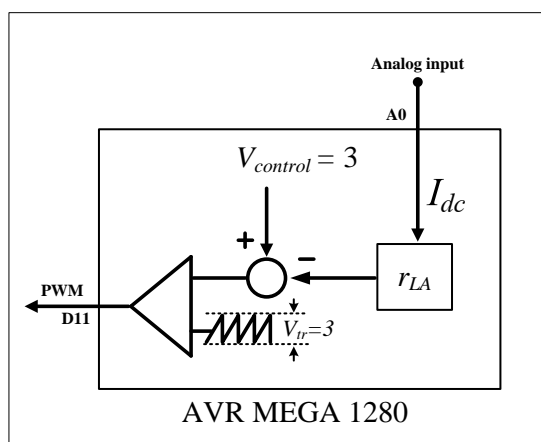 Analog input
A0
V_control = 3
I_dc
+
−
r_LA
PWM
D11
V_tr=3
AVR MEGA 1280